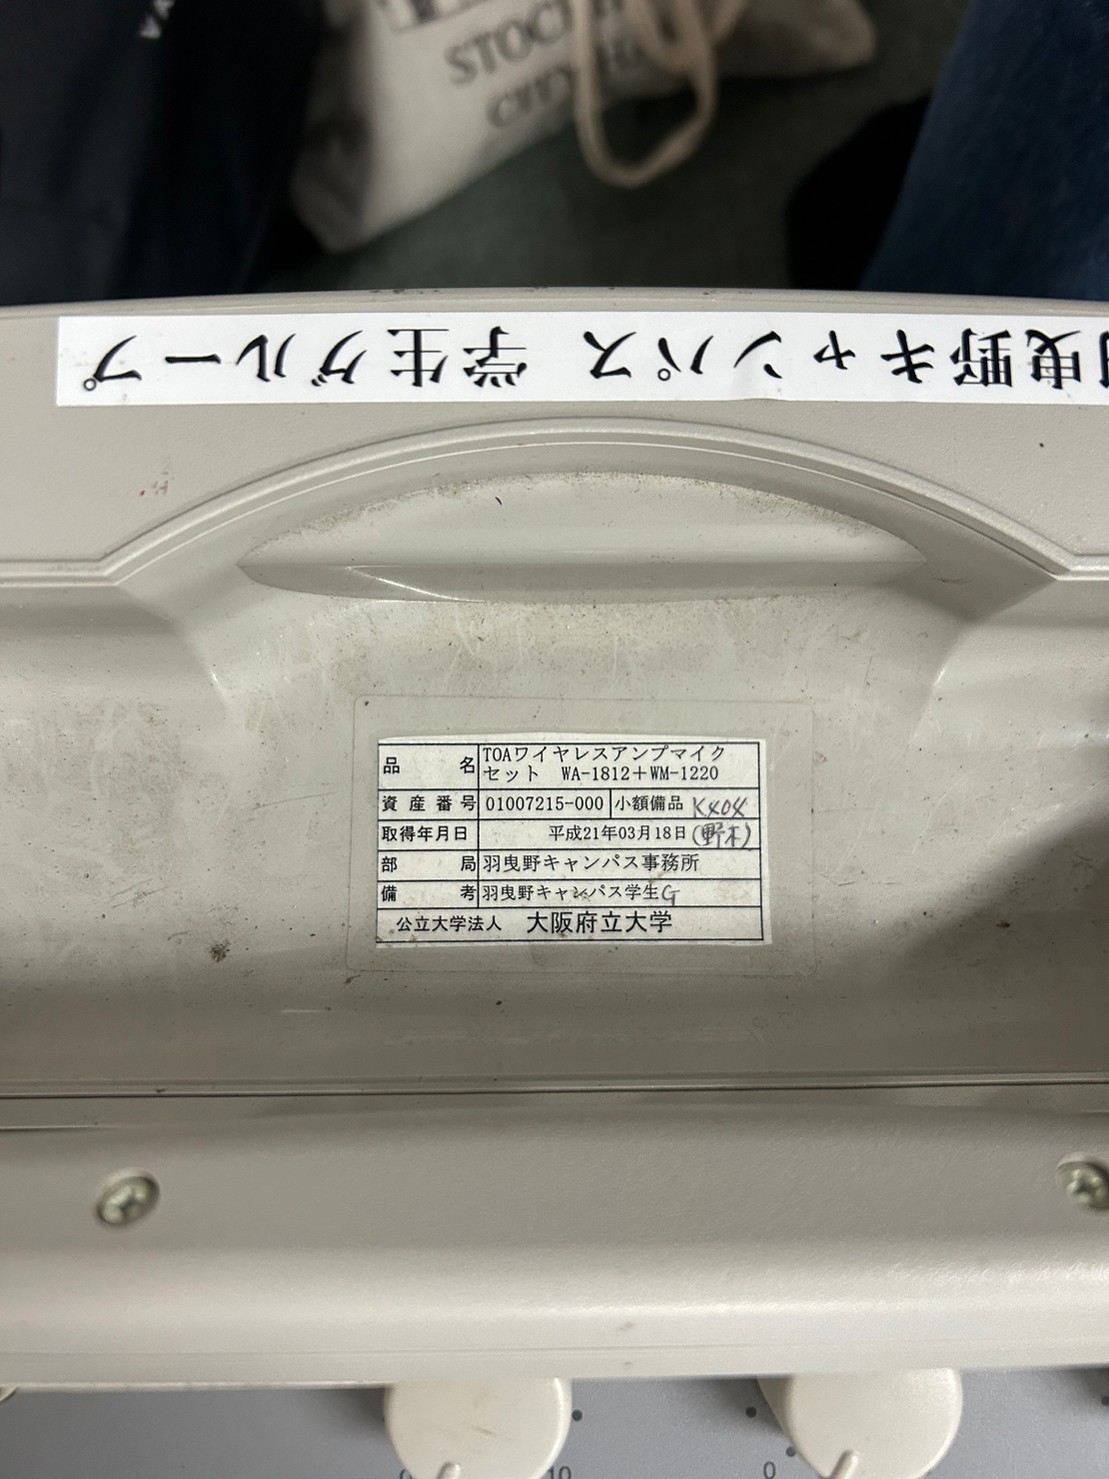 STOC
CITY H
曳野キャンパス 学生グループ
品名 TOAワイヤレスアンプマイク
セット WA-1812+WM-1220
資産番号 01007215-000 小額備品 K404
取得年月日 平成21年03月18日 (野木)
部局 羽曳野キャンパス事務所
備考 羽曳野キャンパス学生G
公立大学法人 大阪府立大学
0 10 0